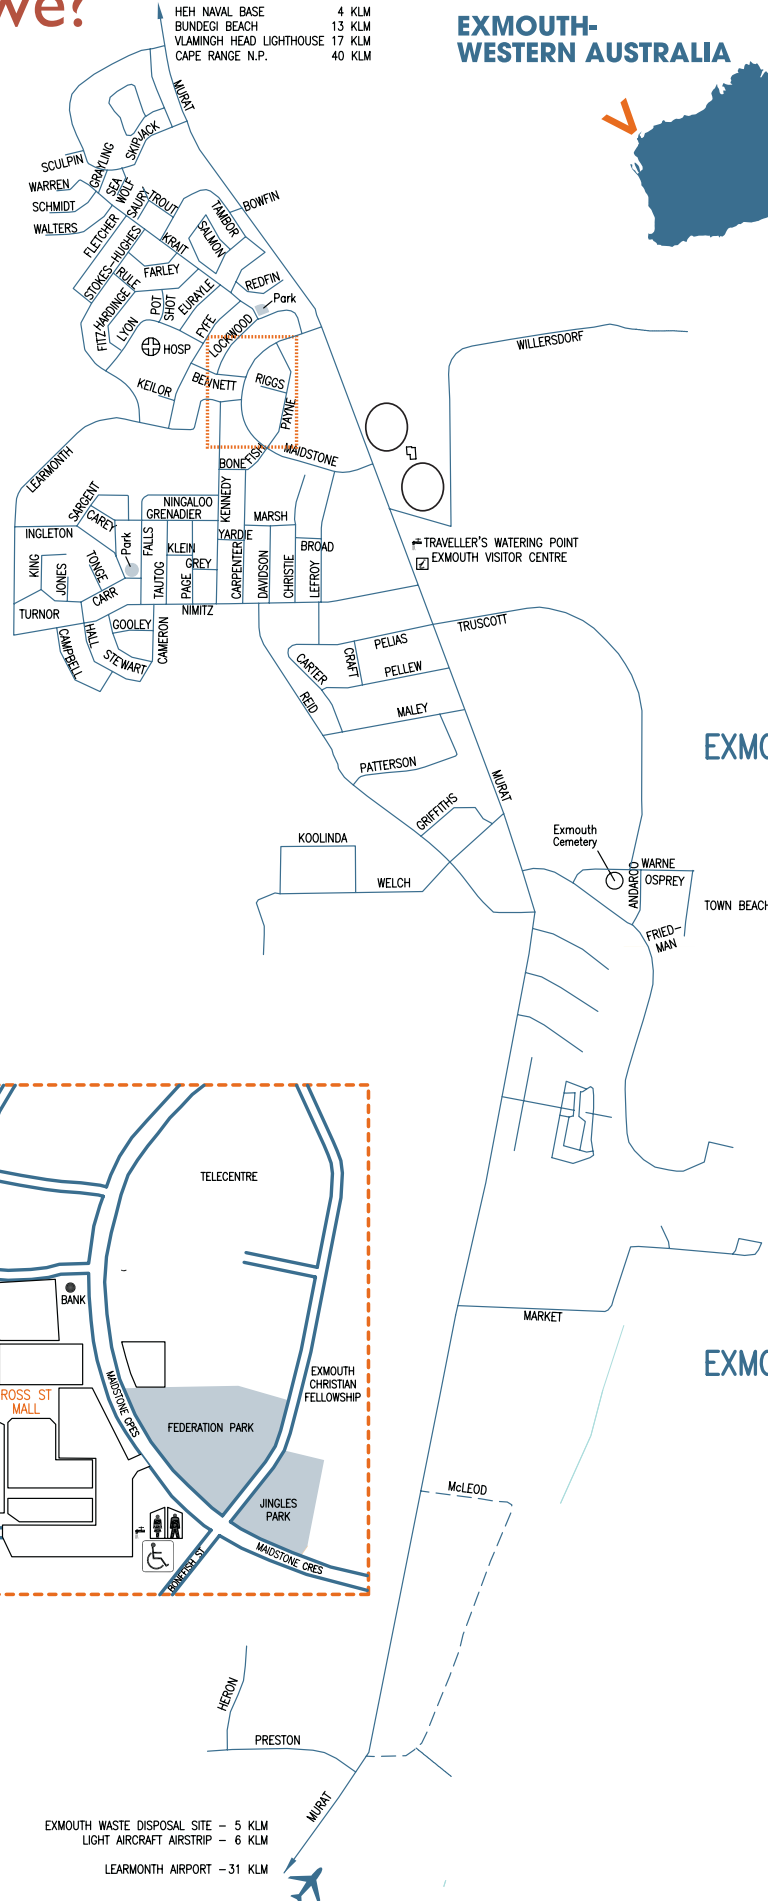 we?
HEH NAVAL BASE 4 KLM
BUNDEGI BEACH 13 KLM
VLAMINGH HEAD LIGHTHOUSE 17 KLM
CAPE RANGE N.P. 40 KLM
EXMOUTH-
WESTERN AUSTRALIA
MURAT
SKIPJACK
SCULPIN
GRAYLING
WARREN
SEA
WOLF
SAURY
TROUT
SCHMIDT
WALTERS
FLETCHER
TAMBOR
BOWFIN
SALMON
KRAIT
STOKES-HUGHES
FARLEY
RULE
REDFIN
EURAYLE
Park
POT
SHOT
FITZ-HARDINGE
LYON
FYFE
LOCKWOOD
HOSP
WILLERSDORF
KEILOR
BENNETT
RIGGS
PAYNE
LEARMONTH
BONEFISH
MAIDSTONE
SARGENT
NINGALOO
KENNEDY
GRENADIER
CAREY
MARSH
INGLETON
Park
FALLS
YARDIE
TRAVELLER'S WATERING POINT
EXMOUTH VISITOR CENTRE
KLEIN
BROAD
KING
JONES
TONGE
TAUTOG
PAGE
GREY
CARPENTER
DAVIDSON
CHRISTIE
LEFROY
CARR
NIMITZ
TURNOR
GOOLEY
CAMERON
HALL
CAMPBELL
STEWART
TRUSCOTT
PELIAS
CRAFT
CARTER
PELLEW
REID
MALEY
EXMO
PATTERSON
MURAT
GRIFFITHS
Exmouth
Cemetery
KOOLINDA
WARNE
ANDAROO
OSPREY
WELCH
TOWN BEACH
FRIED-
MAN
TELECENTRE
BANK
MARKET
EXMO
ROSS ST
MALL
MAIDSTONE CRES
EXMOUTH
CHRISTIAN
FELLOWSHIP
FEDERATION PARK
McLEOD
JINGLES
PARK
BONEFISH ST
MAIDSTONE CRES
HERON
PRESTON
MURAT
EXMOUTH WASTE DISPOSAL SITE - 5 KLM
LIGHT AIRCRAFT AIRSTRIP - 6 KLM
LEARMONTH AIRPORT -31 KLM